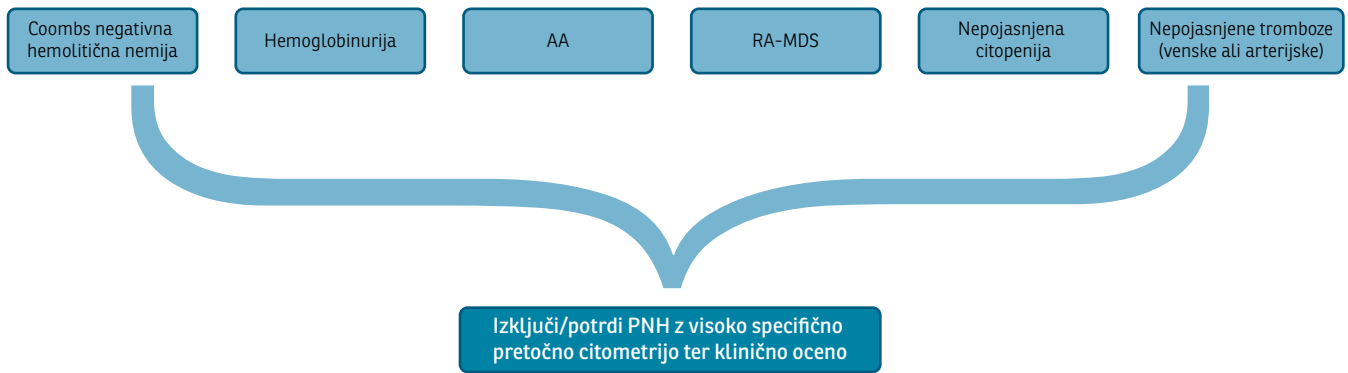 Coombs negativna
hemolitična nemija
Hemoglobinurija
AA
RA-MDS
Nepojasnjena
citopenija
Nepojasnjene tromboze
(venske ali arterijske)
Izključi/potrdi PNH z visoko specifično
pretočno citometrijo ter klinično oceno